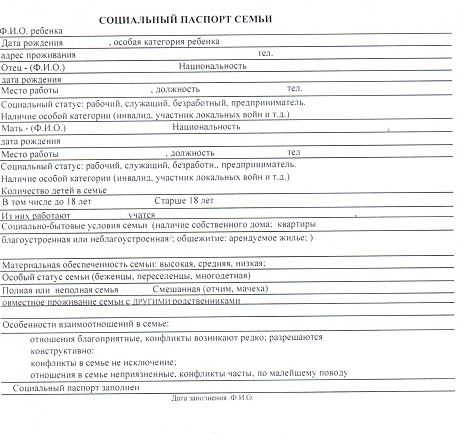 СОЦИАЛЬНЫЙ ПАСПОРТ СЕМЬИ
Ф.И.О. ребенка
Дата рождения , особая категория ребенка
адрес проживания тел.
Отец - (Ф.И.О.) Национальность
дата рождения
Место работы , должность тел.
Социальный статус: рабочий, служащий, безработный, предприниматель.
Наличие особой категории (инвалид, участник локальных войн и т.д.)
Мать - (Ф.И.О.) Национальность
дата рождения
Место работы , должность тел
Социальный статус: рабочий, служащий, безработн., предприниматель.
Наличие особой категории (инвалид, участник локальных войн и т.д.)
Количество детей в семье
В том числе до 18 лет Старше 18 лет
Из них работают учатся
Социально-бытовые условия семьи (наличие собственного дома; квартиры
благоустроенная или неблагоустроенная/; общежитие: арендуемое жилье; )
Материальная обеспеченность семьи: высокая, средняя, низкая;
Особый статус семьи (беженцы, переселенцы, многодетная)
Полная или неполная семья Смешанная (отчим, мачеха)
овместное проживание семьи с ДРУГИМИ родственниками
Особенности взаимоотношений в семье:
отношения благоприятные, конфликты возникают редко; разрешаются
конструктивно:
конфликты в семье не исключение;
отношения в семье неприязненные, конфликты часты, по малейшему поводу
Социальный паспорт заполнен
Дата заполнения. Ф.И.О.